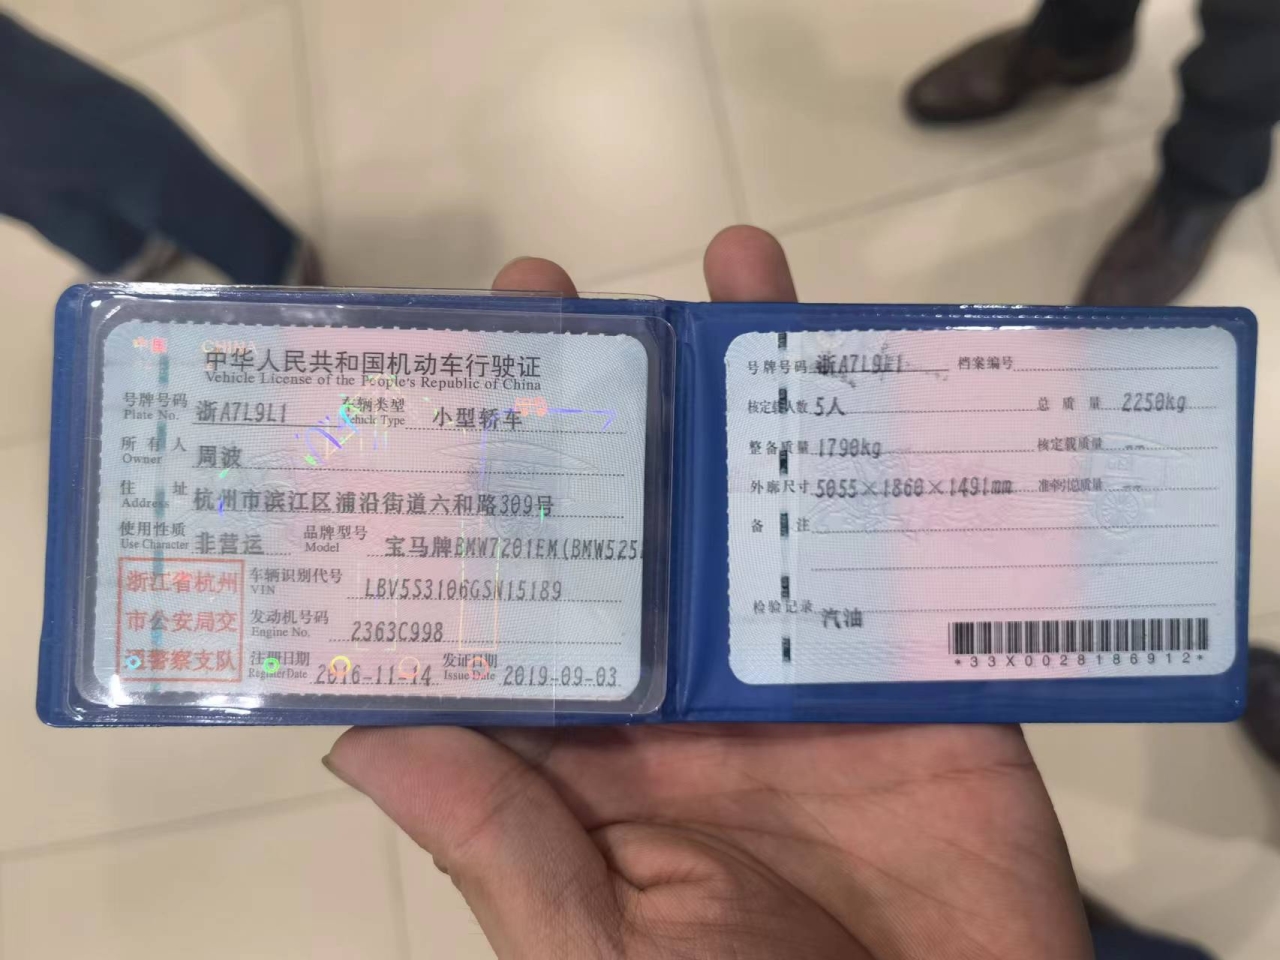 中国 CHINA
中华人民共和国机动车行驶证
Vehicle License of the People's Republic of China
号牌号码 浙A7L9L1 车辆类型 小型轿车
Plate No. Vehicle Type
所有人 周波
Owner
住址 杭州市滨江区浦沿街道六和路309号
Address
使用性质 非营运 品牌型号 宝马牌BMW7201EM(BMW525
Use Character Model
浙江省杭州
市公安局交
通警察支队
车辆识别代号 LBV5S3106GSN15189
VIN
发动机号码 2363C998
Engine No.
注册日期 2016-11-14 发证日期 2019-09-03
Register Date Issue Date
号牌号码 浙A7L9L1 档案编号
核定载人数 5人 总质量 2250kg
整备质量 1790kg 核定载质量 --
外廓尺寸 5055×1860×1491mm 准牵引总质量 --
备注
检验记录 汽油
*33X0028186912*